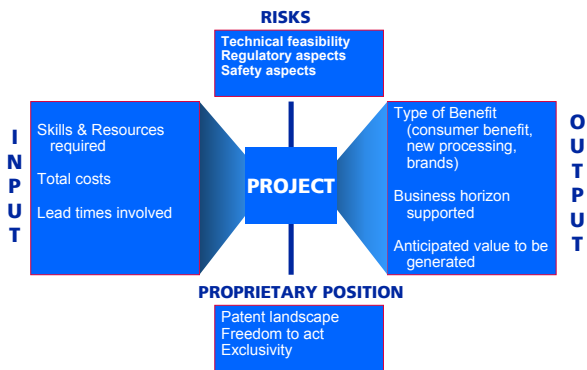 RISKS
Technical feasibility
Regulatory aspects
Safety aspects
INPUT
Skills & Resources
required
Total costs
Lead times involved
PROJECT
Type of Benefit
(consumer benefit,
new processing,
brands)
Business horizon
supported
Anticipated value to be
generated
OUTPUT
PROPRIETARY POSITION
Patent landscape
Freedom to act
Exclusivity